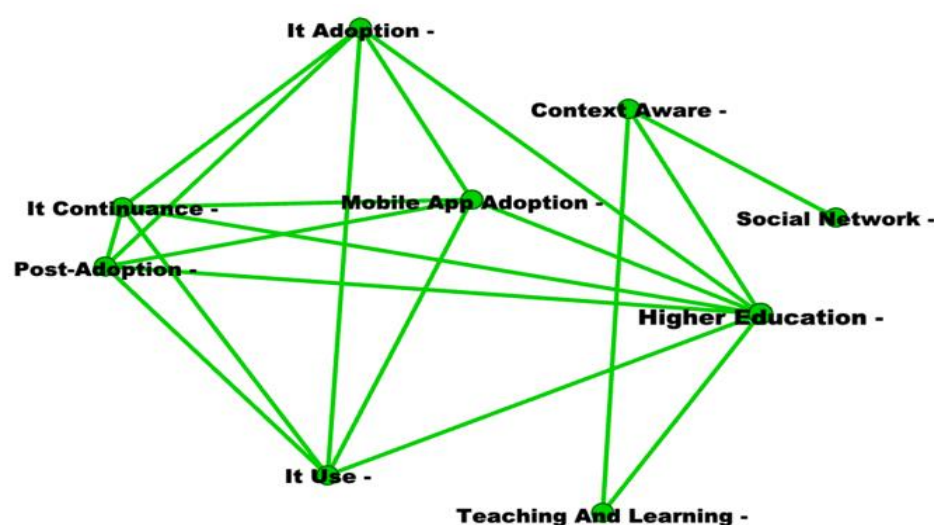 It Adoption -
Context Aware -
It Continuance -
Mobile App Adoption -
Social Network -
Post-Adoption -
Higher Education -
It Use -
Teaching And Learning -